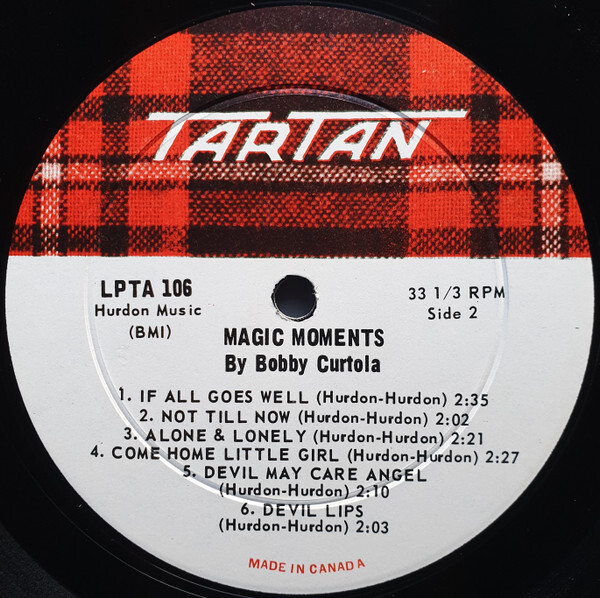 TARTAN
LPTA 106
Hurdon Music
(BMI)
33 1/3 RPM
Side 2
MAGIC MOMENTS
By Bobby Curtola
1. IF ALL GOES WELL (Hurdon-Hurdon) 2:35
2. NOT TILL NOW (Hurdon-Hurdon) 2:02
3. ALONE & LONELY (Hurdon-Hurdon) 2:21
4. COME HOME LITTLE GIRL (Hurdon-Hurdon) 2:27
5. DEVIL MAY CARE ANGEL
(Hurdon-Hurdon) 2:10
6. DEVIL LIPS
(Hurdon-Hurdon) 2:03
MADE IN CANADA